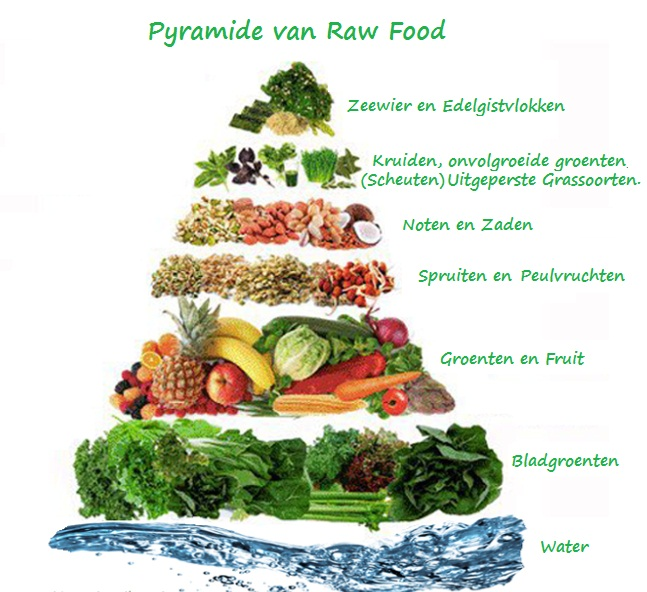 Pyramide van Raw Food
Zeewier en Edelgistvlokken
Kruiden, onvolgroeide groenten.
(Scheuten) Uitgeperste Grassoorten.
Noten en Zaden
Spruiten en Peulvruchten
Groenten en Fruit
Bladgroenten
Water